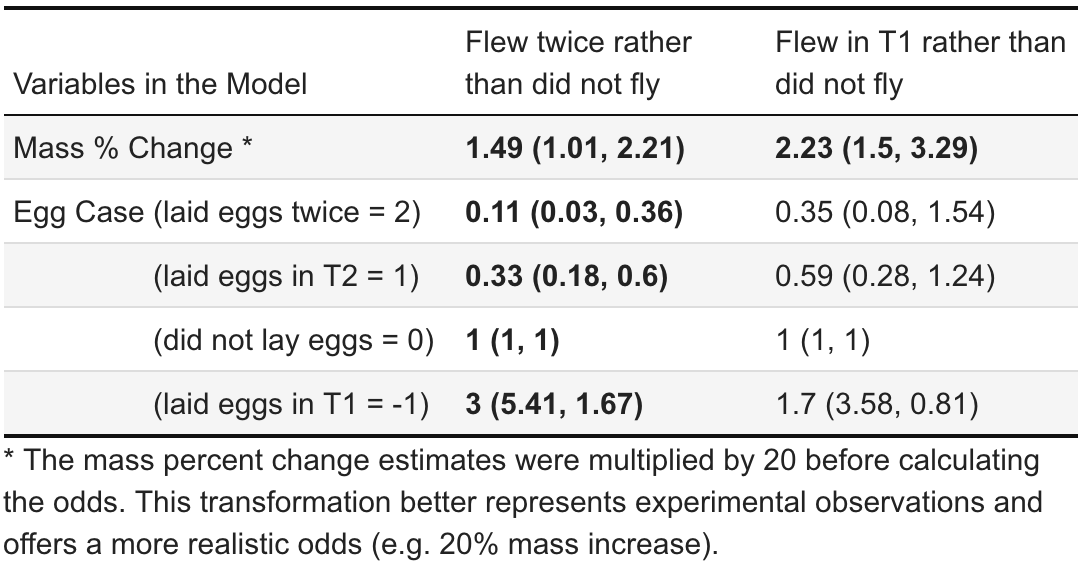 Variables in the Model Flew twice rather than did not fly Flew in T1 rather than did not fly
Mass % Change * 1.49 (1.01, 2.21) 2.23 (1.5, 3.29)
Egg Case (laid eggs twice = 2) 0.11 (0.03, 0.36) 0.35 (0.08, 1.54)
(laid eggs in T2 = 1) 0.33 (0.18, 0.6) 0.59 (0.28, 1.24)
(did not lay eggs = 0) 1 (1, 1) 1 (1, 1)
(laid eggs in T1 = -1) 3 (5.41, 1.67) 1.7 (3.58, 0.81)
* The mass percent change estimates were multiplied by 20 before calculating
the odds. This transformation better represents experimental observations and
offers a more realistic odds (e.g. 20% mass increase).